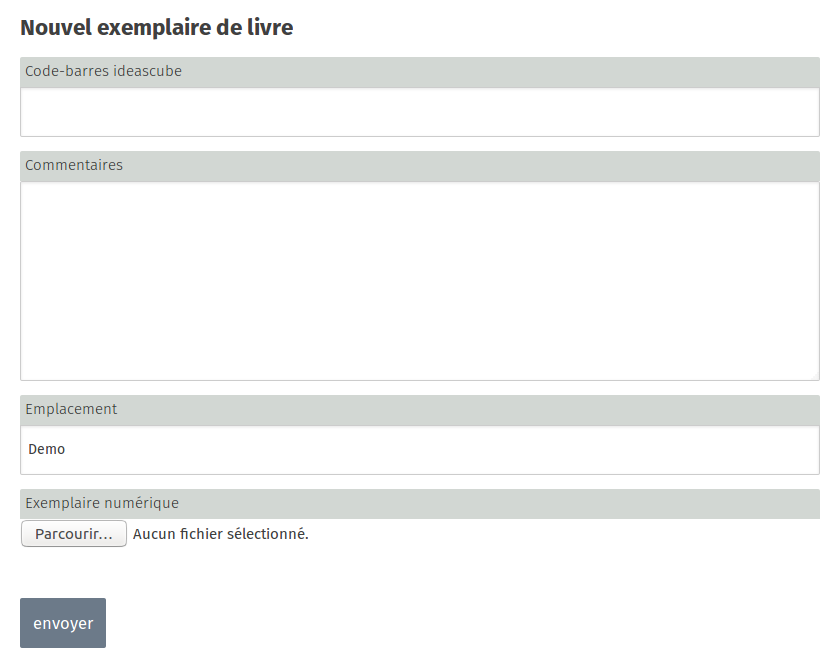 Nouvel exemplaire de livre
Code-barres ideascube
Commentaires
Emplacement
Demo
Exemplaire numérique
Parcourir... Aucun fichier sélectionné.
envoyer